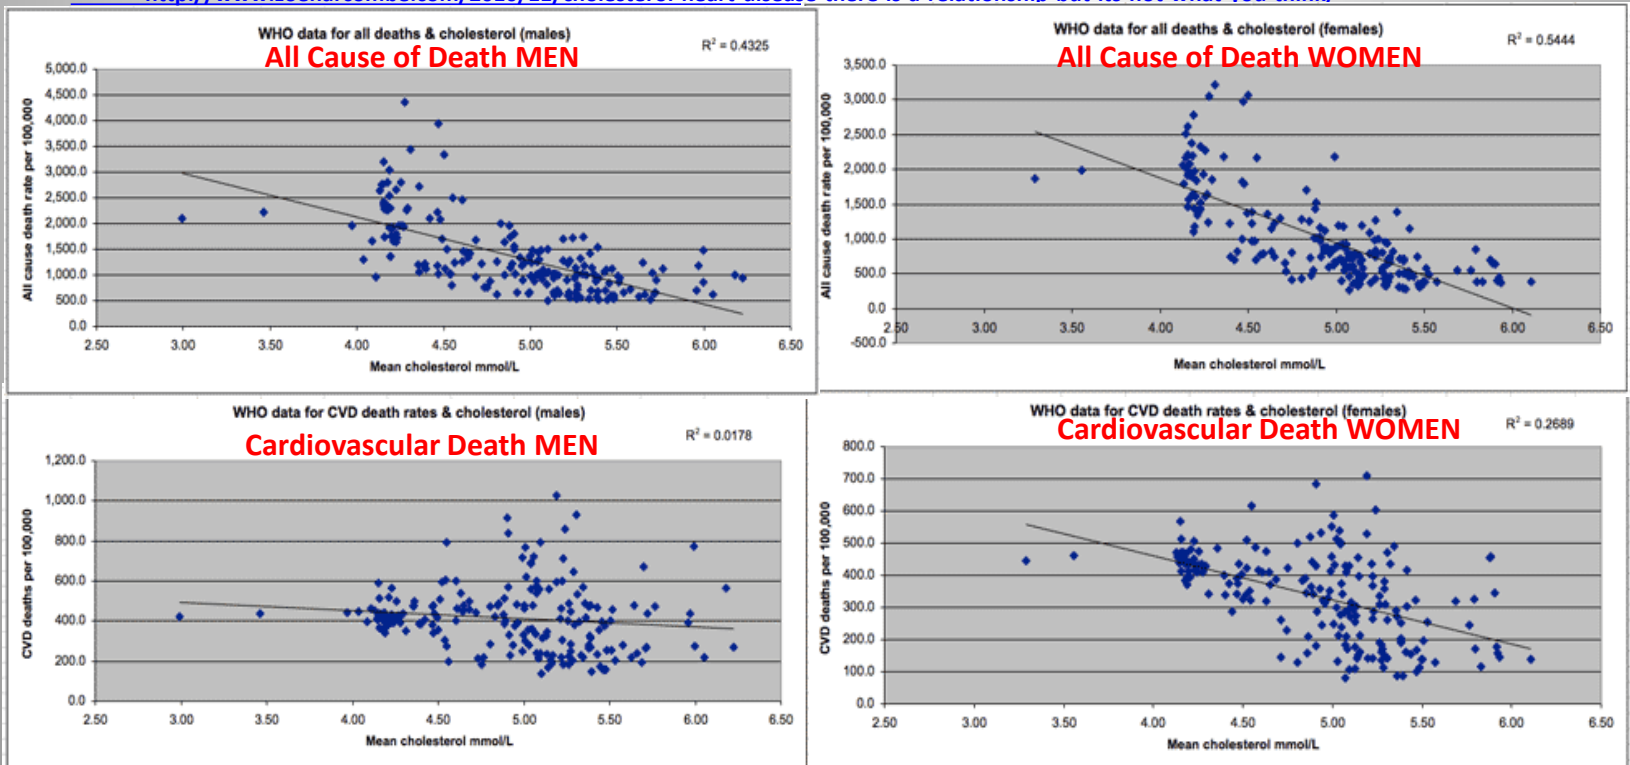 WHO data for all deaths & cholesterol (males)
R² = 0.4325
All Cause of Death MEN
5,000.0
4,500.0
4,000.0
3,500.0
3,000.0
2,500.0
2,000.0
1,500.0
1,000.0
500.0
0.0
All cause death rate per 100,000
2.50 3.00 3.50 4.00 4.50 5.00 5.50 6.00 6.50
Mean cholesterol mmol/L
WHO data for all deaths & cholesterol (females)
R² = 0.5444
All Cause of Death WOMEN
3,500.0
3,000.0
2,500.0
2,000.0
1,500.0
1,000.0
500.0
0.0
-500.0
All cause death rate per 100,000
2.50 3.00 3.50 4.00 4.50 5.00 5.50 6.00 6.50
Mean cholesterol mmol/L
WHO data for CVD death rates & cholesterol (males)
R² = 0.0178
Cardiovascular Death MEN
1,200.0
1,000.0
800.0
600.0
400.0
200.0
0.0
CVD deaths per 100,000
2.50 3.00 3.50 4.00 4.50 5.00 5.50 6.00 6.50
Mean cholesterol mmol/L
WHO data for CVD death rates & cholesterol (females)
R² = 0.2689
Cardiovascular Death WOMEN
800.0
700.0
600.0
500.0
400.0
300.0
200.0
100.0
0.0
CVD deaths per 100,000
2.50 3.00 3.50 4.00 4.50 5.00 5.50 6.00 6.50
Mean cholesterol mmol/L